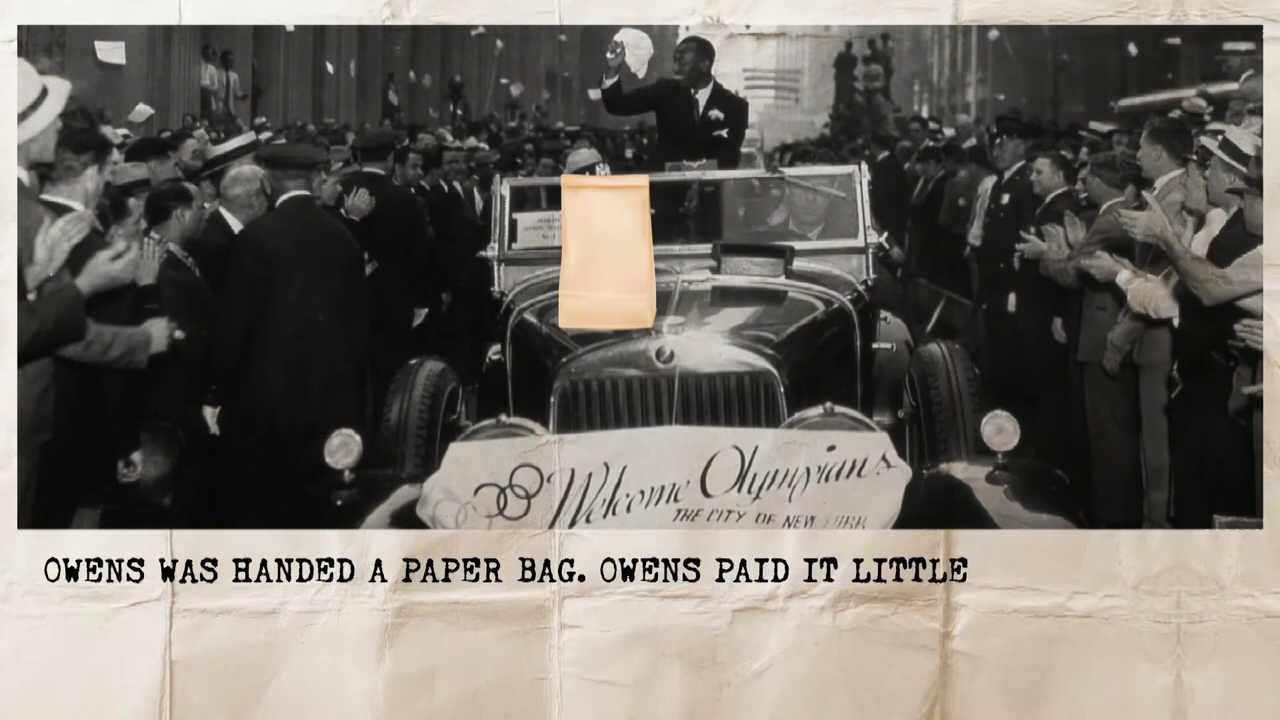 Welcome Olympians
THE CITY OF NEW YORK
OWENS WAS HANDED A PAPER BAG. OWENS PAID IT LITTLE